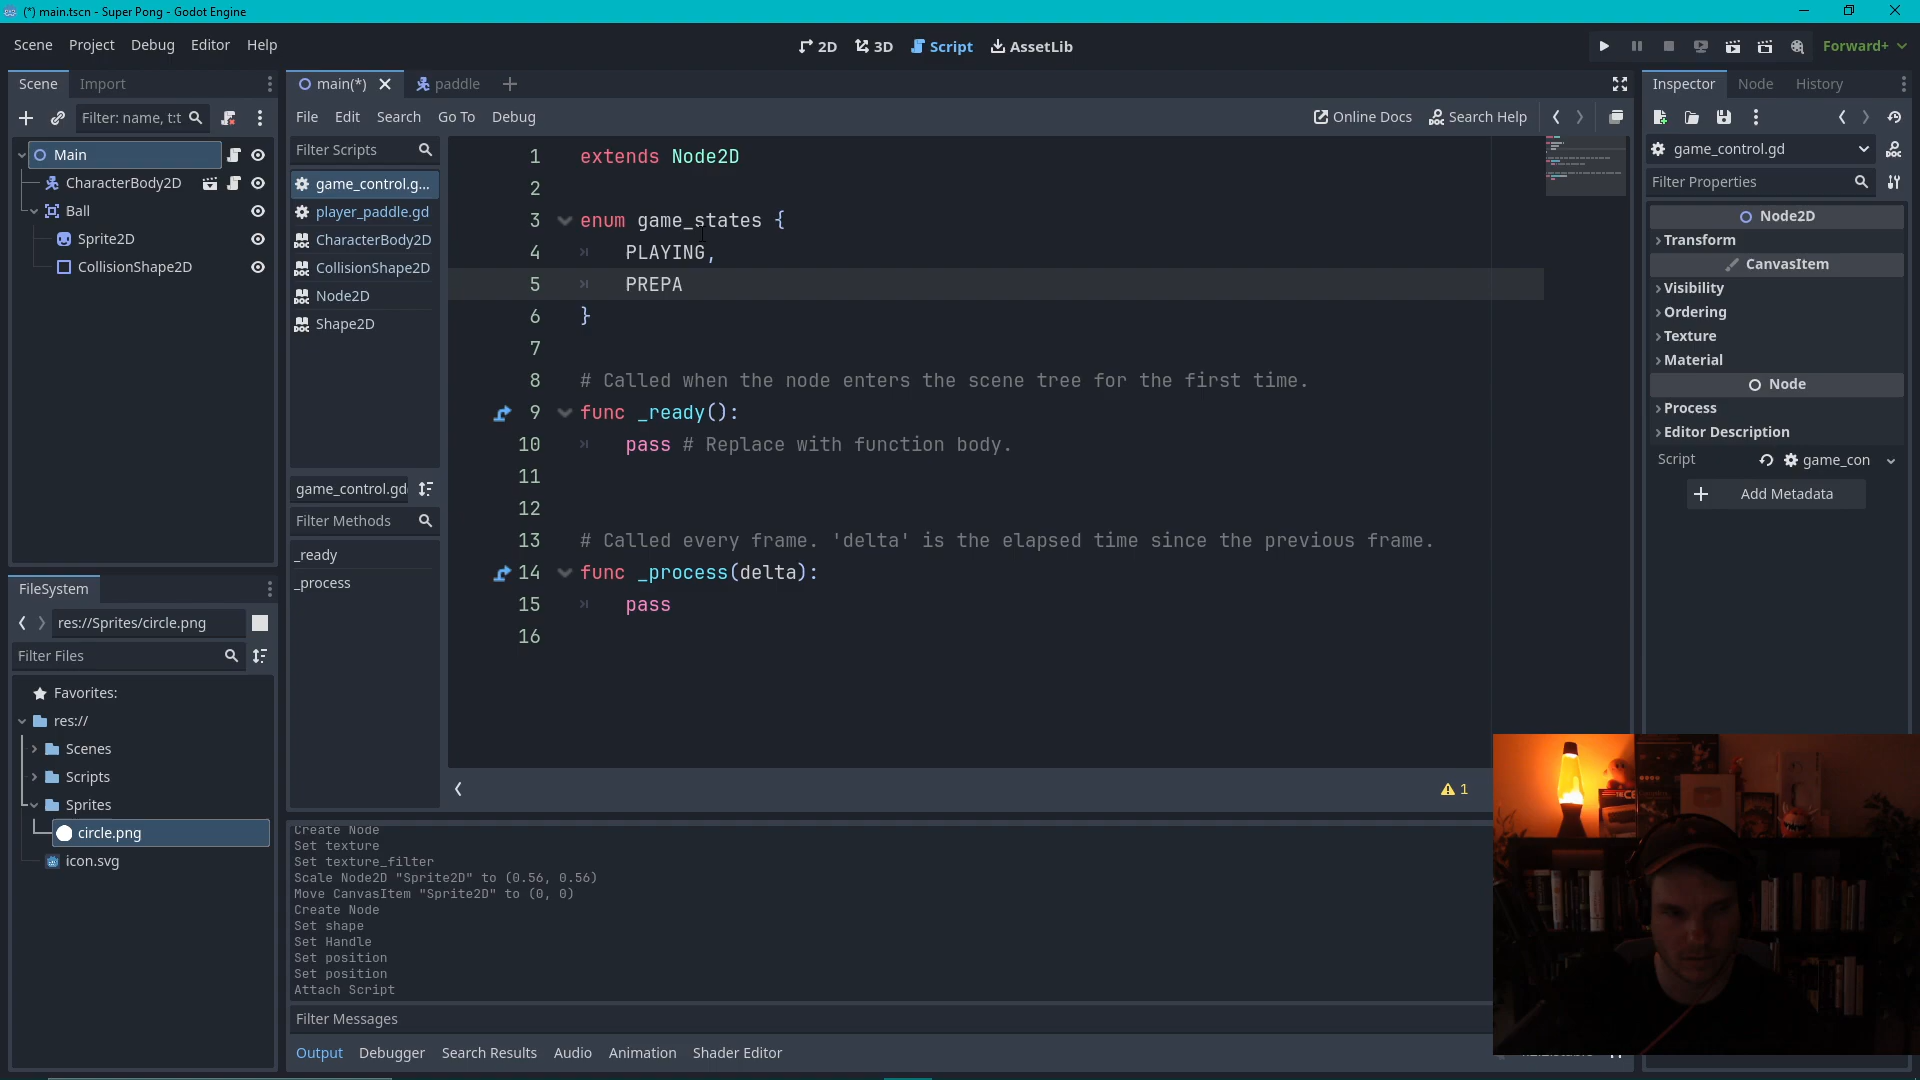 (*) main.tscn - Super Pong - Godot Engine
Scene Project Debug Editor Help
2D 3D Script AssetLib
Forward+
Scene Import
Filter: name, t:t
Main
CharacterBody2D
Ball
Sprite2D
CollisionShape2D
main(*) paddle
File Edit Search Go To Debug
Online Docs Search Help
Filter Scripts
game_control.g...
player_paddle.gd
CharacterBody2D
CollisionShape2D
Node2D
Shape2D
game_control.gd
Filter Methods
_ready
_process
1 extends Node2D
2
3 enum game_states {
4 PLAYING,
5 PREPA
6 }
7
8 # Called when the node enters the scene tree for the first time.
9 func _ready():
10 pass # Replace with function body.
11
12
13 # Called every frame. 'delta' is the elapsed time since the previous frame.
14 func _process(delta):
15 pass
16
1
Inspector Node History
game_control.gd
Filter Properties
Node2D
Transform
CanvasItem
Visibility
Ordering
Texture
Material
Node
Process
Editor Description
Script game_con
Add Metadata
FileSystem
res://Sprites/circle.png
Filter Files
Favorites:
res://
Scenes
Scripts
Sprites
circle.png
icon.svg
Create Node
Set texture
Set texture_filter
Scale Node2D "Sprite2D" to (0.56, 0.56)
Move CanvasItem "Sprite2D" to (0, 0)
Create Node
Set shape
Set Handle
Set position
Set position
Attach Script
Filter Messages
Output Debugger Search Results Audio Animation Shader Editor